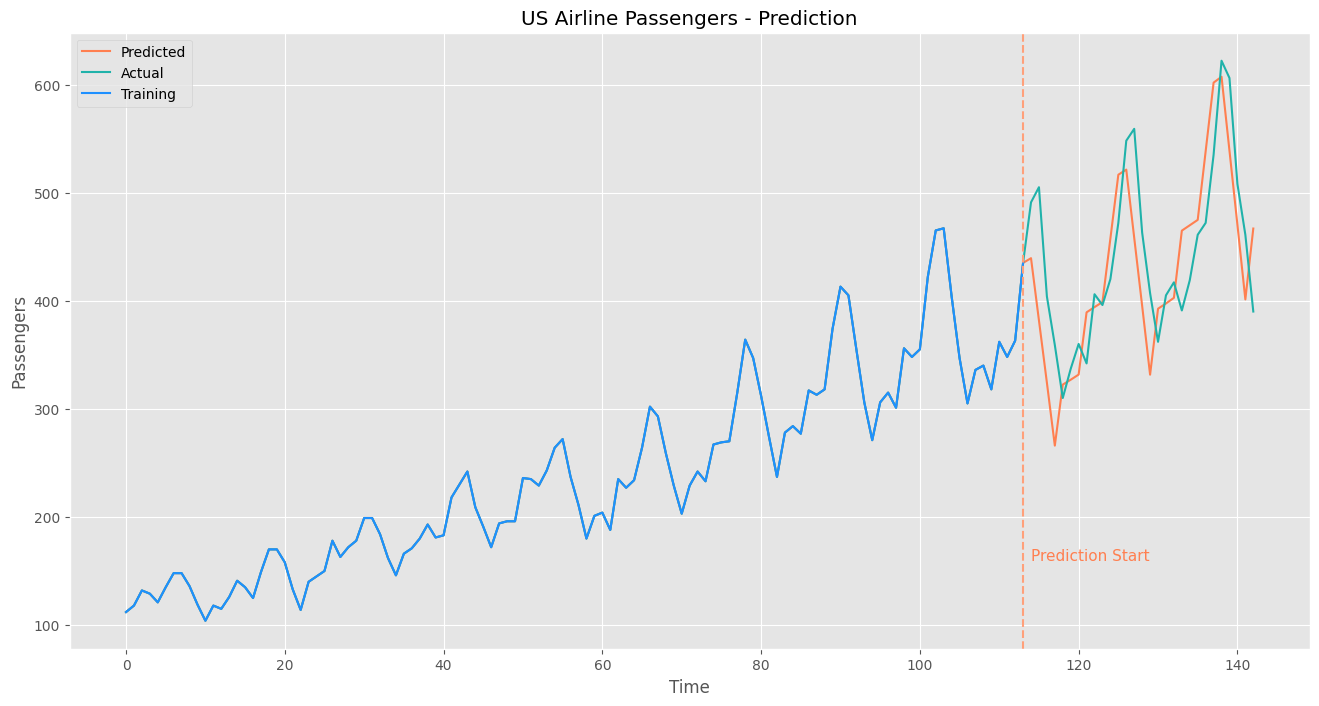 US Airline Passengers - Prediction
Predicted
Actual
Training
600
500
400
300
200
100
Passengers
Prediction Start
0
20
40
60
80
100
120
140
Time